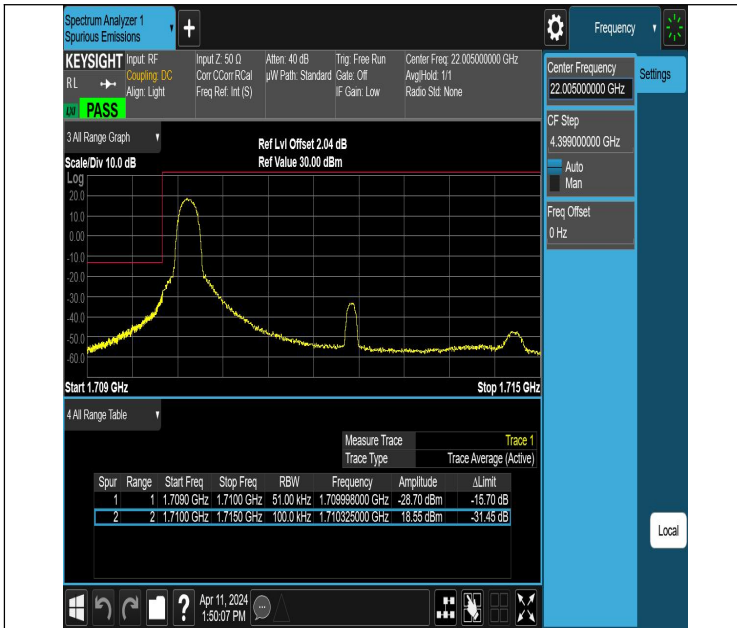 Spectrum Analyzer 1
Spurious Emissions
+
Frequency
KEYSIGHT
R L
PASS
Input: RF
Coupling: DC
Align: Light
Input Z: 50 Ω
Corr CCorr RCal
Freq Ref: Int (S)
Atten: 40 dB
µW Path: Standard
Trig: Free Run
Gate: Off
IF Gain: Low
Center Freq: 22.005000000 GHz
Avg|Hold: 1/1
Radio Std: None
Center Frequency
22.005000000 GHz
Settings
CF Step
4.399000000 GHz
Auto
Man
Freq Offset
0 Hz
3 All Range Graph
Scale/Div 10.0 dB
Ref Lvl Offset 2.04 dB
Ref Value 30.00 dBm
Log
20.0
10.0
0.00
-10.0
-20.0
-30.0
-40.0
-50.0
-60.0
Start 1.709 GHz
Stop 1.715 GHz
4 All Range Table
Measure Trace Trace 1
Trace Type Trace Average (Active)
Spur Range Start Freq Stop Freq RBW Frequency Amplitude ΔLimit
1 1 1.7090 GHz 1.7100 GHz 51.00 kHz 1.709998000 GHz -28.70 dBm -15.70 dB
2 2 1.7100 GHz 1.7150 GHz 100.0 kHz 1.710325000 GHz 18.55 dBm -31.45 dB
Local
?
Apr 11, 2024
1:50:07 PM